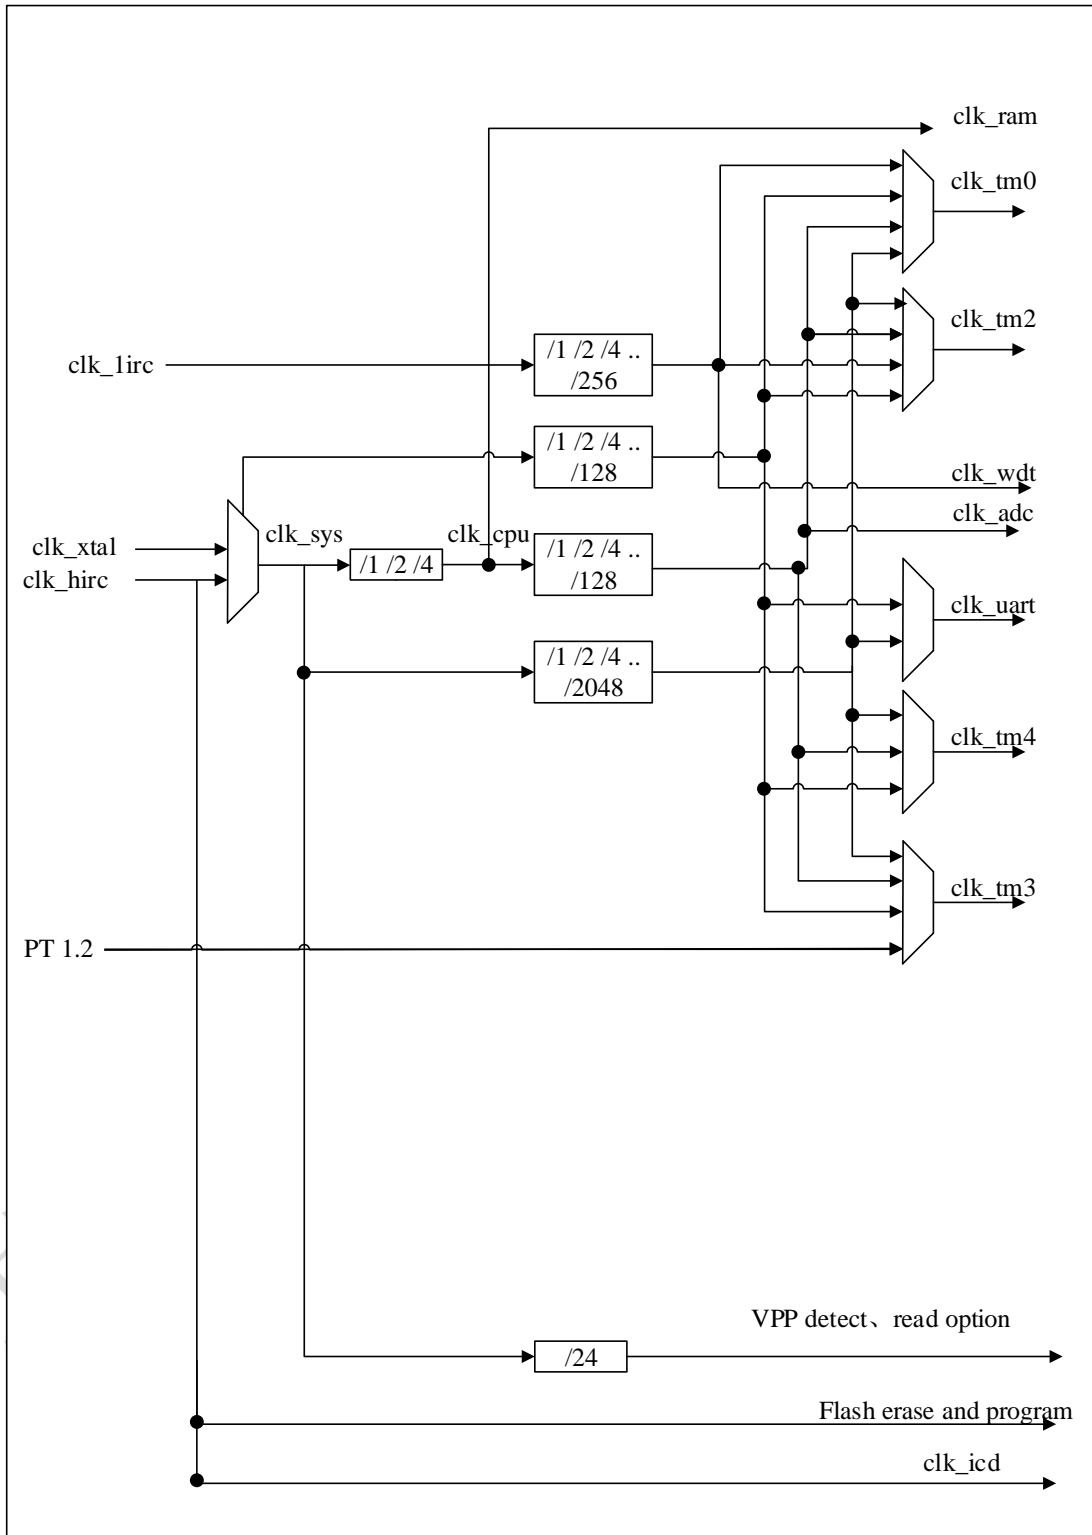 clk_ram
clk_tm0
clk_tm2
clk_1irc
/1 /2 /4 ..
/256
/1 /2 /4 ..
/128
clk_wdt
clk_adc
clk_xtal
clk_hirc
clk_sys
/1 /2 /4
clk_cpu
/1 /2 /4 ..
/128
clk_uart
/1 /2 /4 ..
/2048
clk_tm4
clk_tm3
PT 1.2
VPP detect、read option
/24
Flash erase and program
clk_icd